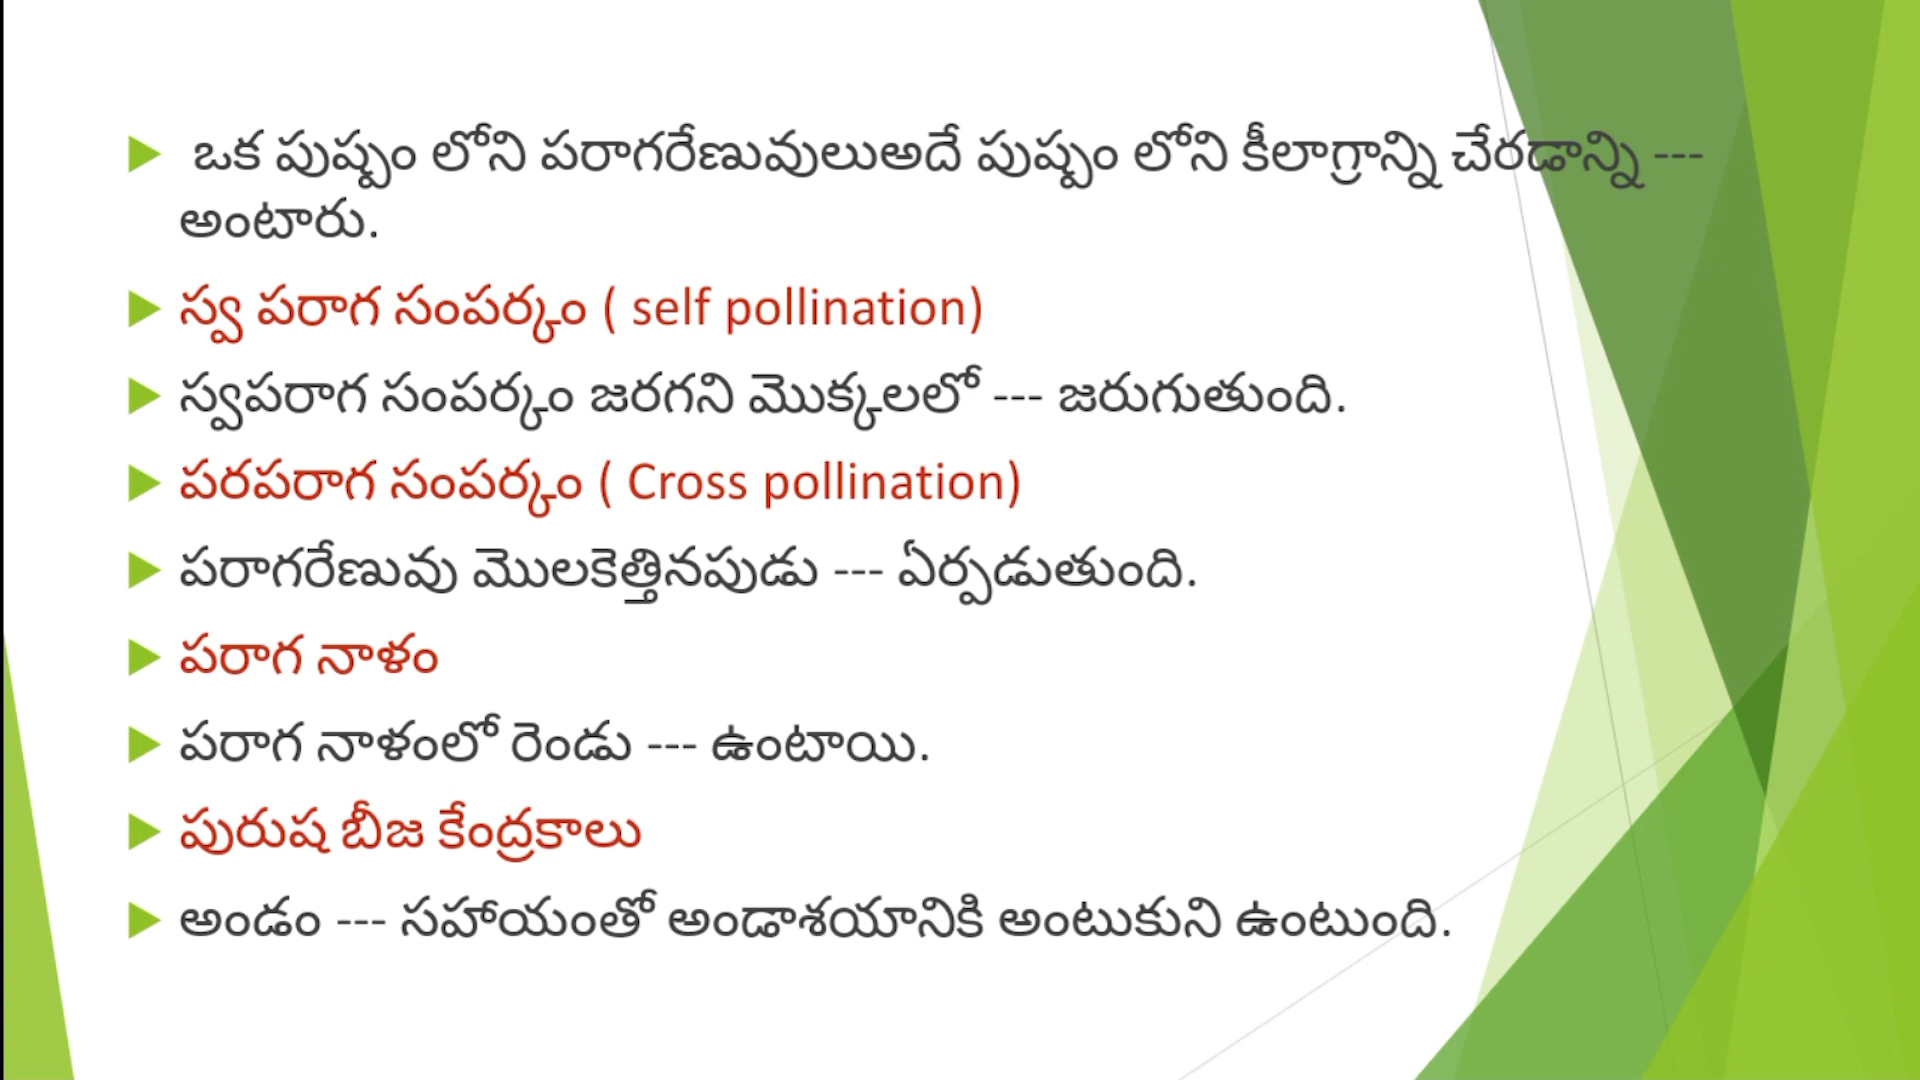 ఒక పుష్పం లోని పరాగరేణువులుఅదే పుష్పం లోని కీలాగ్రాన్ని చేరడాన్ని ---
అంటారు.
స్వ పరాగ సంపర్కం ( self pollination)
స్వపరాగ సంపర్కం జరగని మొక్కలలో --- జరుగుతుంది.
పరపరాగ సంపర్కం ( Cross pollination)
పరాగరేణువు మొలకెత్తినపుడు --- ఏర్పడుతుంది.
పరాగ నాళం
పరాగ నాళంలో రెండు --- ఉంటాయి.
పురుష బీజ కేంద్రకాలు
అండం --- సహాయంతో అండాశయానికి అంటుకుని ఉంటుంది.